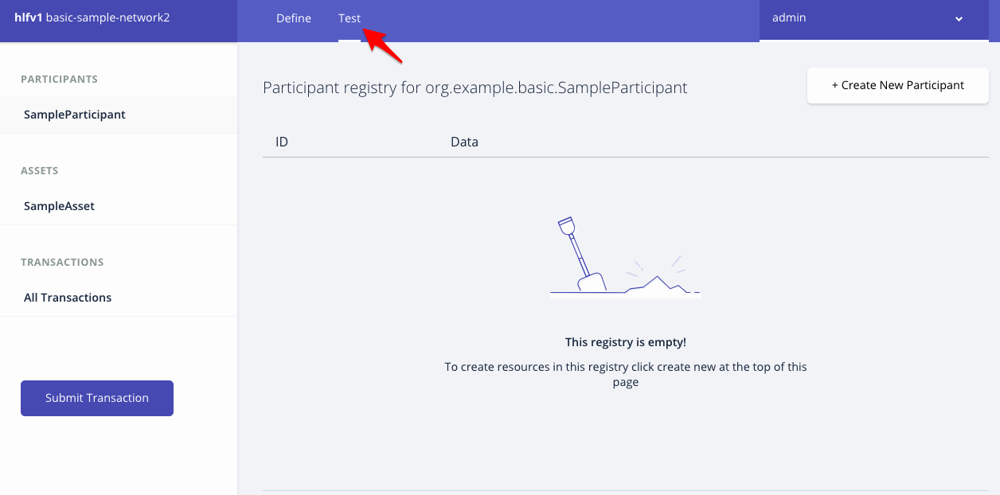 hlfv1 basic-sample-network2
Define
Test
admin
PARTICIPANTS
SampleParticipant
ASSETS
SampleAsset
TRANSACTIONS
All Transactions
Submit Transaction
Participant registry for org.example.basic.SampleParticipant
+ Create New Participant
ID
Data
This registry is empty!
To create resources in this registry click create new at the top of this
page